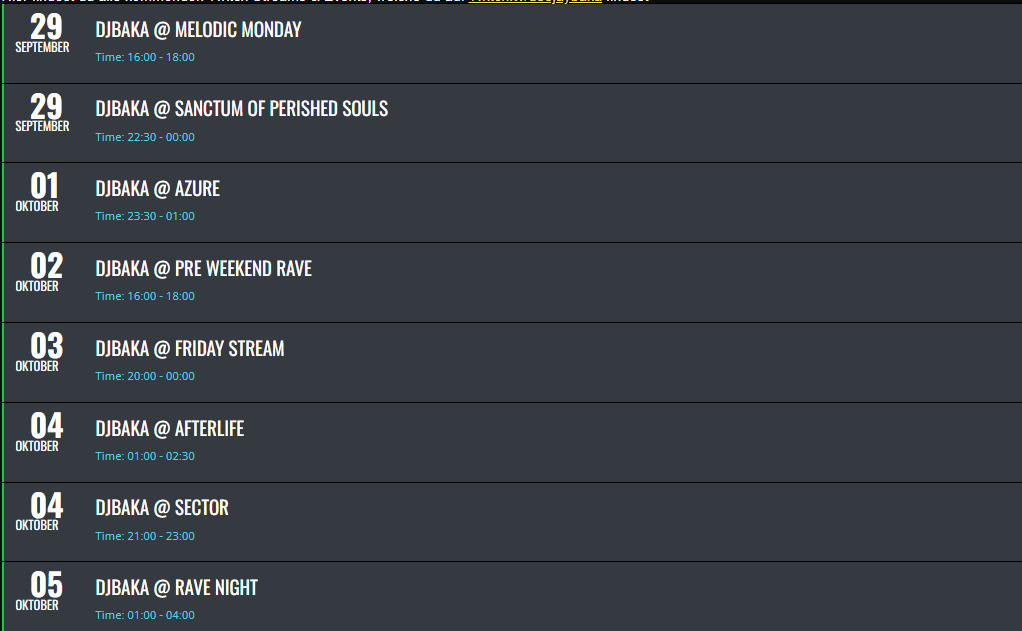 29
SEPTEMBER
DJBAKA @ MELODIC MONDAY
Time: 16:00 - 18:00
29
SEPTEMBER
DJBAKA @ SANCTUM OF PERISHED SOULS
Time: 22:30 - 00:00
01
OKTOBER
DJBAKA @ AZURE
Time: 23:30 - 01:00
02
OKTOBER
DJBAKA @ PRE WEEKEND RAVE
Time: 16:00 - 18:00
03
OKTOBER
DJBAKA @ FRIDAY STREAM
Time: 20:00 - 00:00
04
OKTOBER
DJBAKA @ AFTERLIFE
Time: 01:00 - 02:30
04
OKTOBER
DJBAKA @ SECTOR
Time: 21:00 - 23:00
05
OKTOBER
DJBAKA @ RAVE NIGHT
Time: 01:00 - 04:00